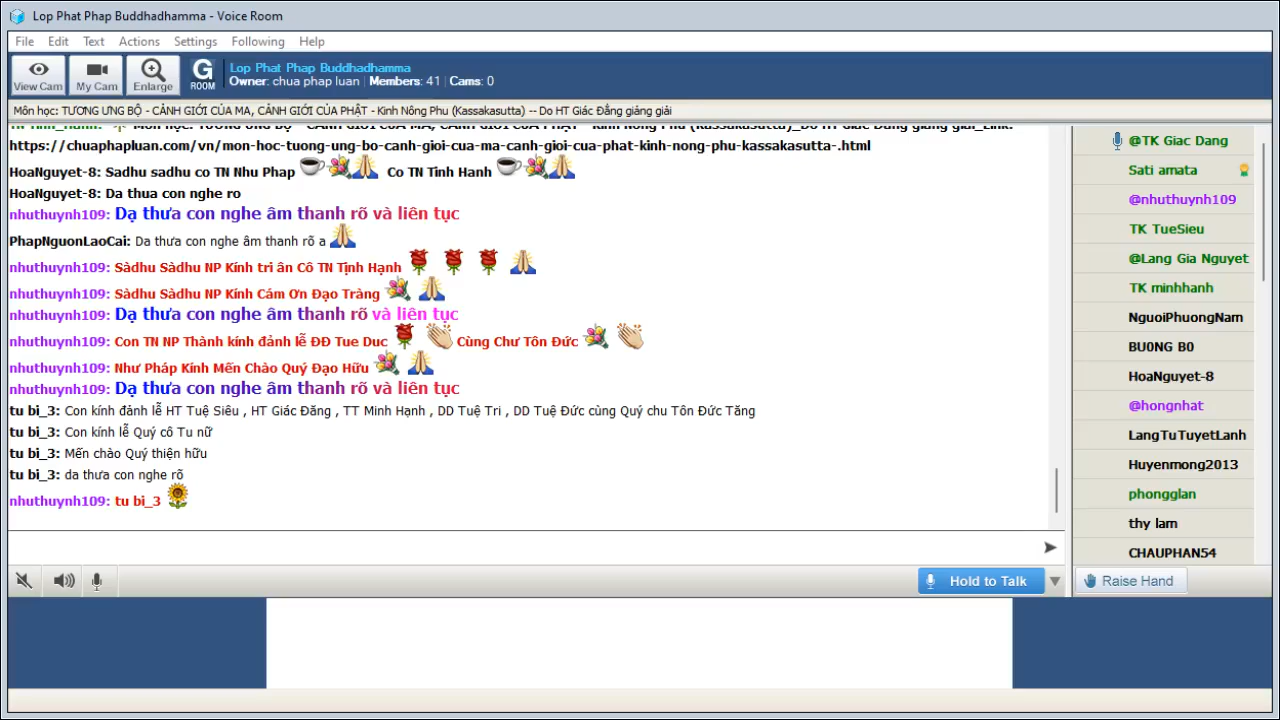 Lop Phat Phap Buddhadhamma - Voice Room
File Edit Text Actions Settings Following Help
View Cam My Cam Enlarge G ROOM
Lop Phat Phap Buddhadhamma
Owner: chua phap luan Members: 41 Cams: 0
Môn học: TƯƠNG ƯNG BỘ - CẢNH GIỚI CỦA MA, CẢNH GIỚI CỦA PHẬT - Kinh Nông Phu (Kassakasutta) -- Do HT Giác Đẳng giảng giải
https://chuaphapluan.com/vn/mon-hoc-tuong-ung-bo-canh-gioi-cua-ma-canh-gioi-cua-phat-kinh-nong-phu-kassakasutta-.html
HoaNguyet-8: Sadhu sadhu co TN Nhu Phap Co TN Tinh Hanh
HoaNguyet-8: Da thua con nghe ro
nhuthuynh109: Dạ thưa con nghe âm thanh rõ và liên tục
PhapNguonLaoCai: Da thưa con nghe âm thanh rõ a
nhuthuynh109: Sàdhu Sàdhu NP Kính tri ân Cô TN Tịnh Hạnh
nhuthuynh109: Sàdhu Sàdhu NP Kính Cám Ơn Đạo Tràng
nhuthuynh109: Dạ thưa con nghe âm thanh rõ và liên tục
nhuthuynh109: Con TN NP Thành kính đảnh lễ ĐĐ Tue Duc Cùng Chư Tôn Đức
nhuthuynh109: Như Pháp Kính Mến Chào Quý Đạo Hữu
nhuthuynh109: Dạ thưa con nghe âm thanh rõ và liên tục
tu bi_3: Con kính đảnh lễ HT Tuệ Siêu , HT Giác Đăng , TT Minh Hạnh , DD Tuệ Tri , DD Tuệ Đức cùng Quý chu Tôn Đức Tăng
tu bi_3: Con kính lễ Quý cô Tu nữ
tu bi_3: Mến chào Quý thiện hữu
tu bi_3: da thưa con nghe rõ
nhuthuynh109: tu bi_3
Hold to Talk
@TK Giac Dang
Sati amata
@nhuthuynh109
TK TueSieu
@Lang Gia Nguyet
TK minhhanh
NguoiPhuongNam
BU0NG B0
HoaNguyet-8
@hongnhat
LangTuTuyetLanh
Huyenmong2013
phongglan
thy lam
CHAUPHAN54
Raise Hand